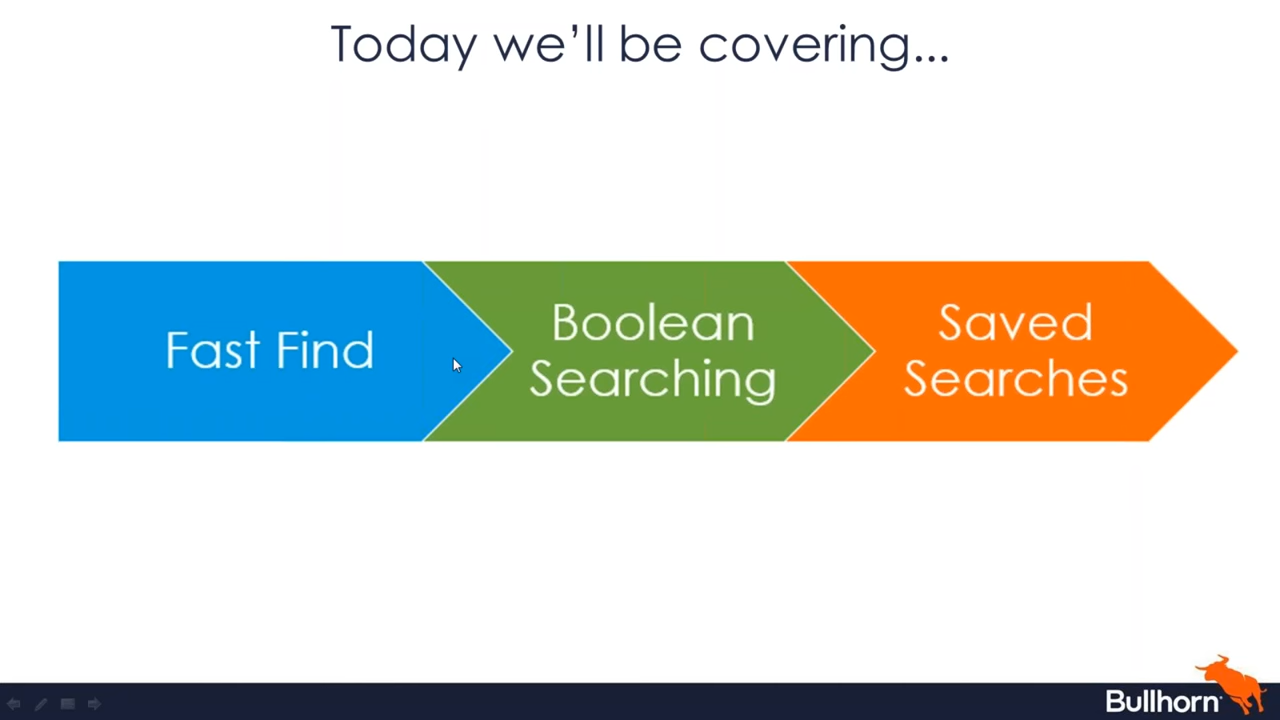 Today we’ll be covering...
Fast Find
Boolean
Searching
Saved
Searches
Bullhorn